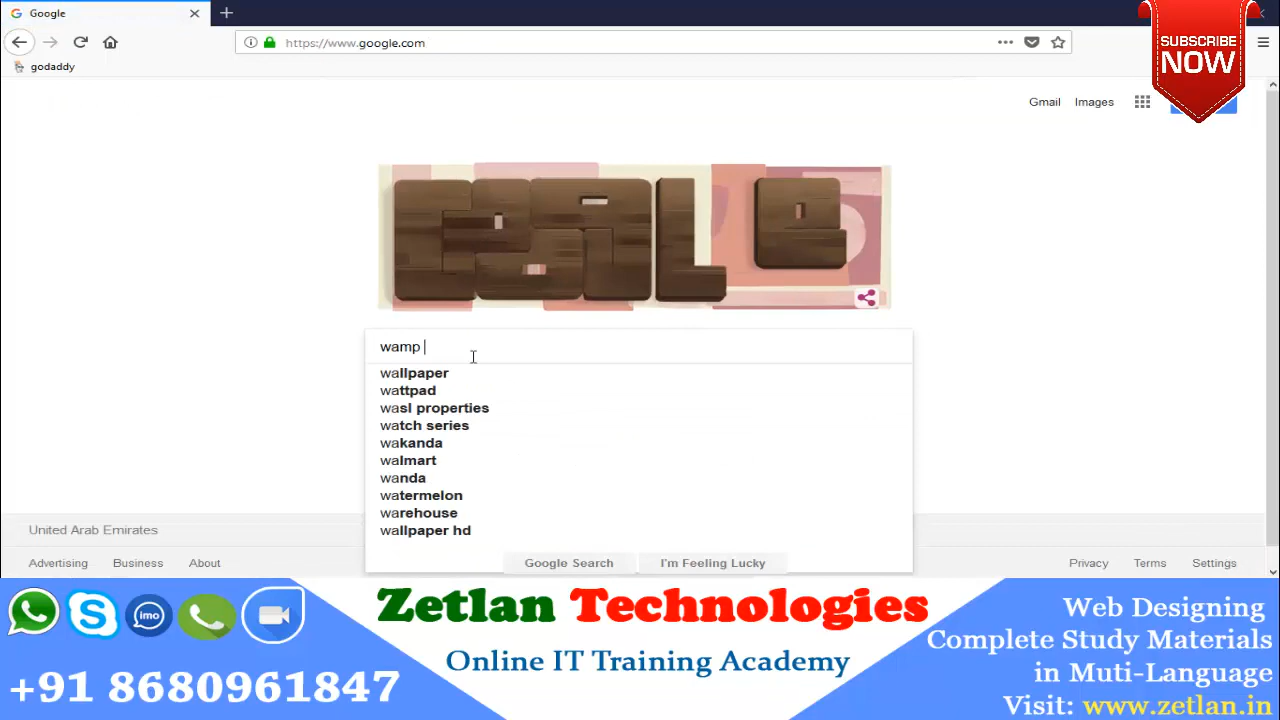 Google
godaddy
https://www.google.com
SUBSCRIBE
NOW
Gmail
Images
wamp
wallpaper
wattpad
wasl properties
watch series
wakanda
walmart
wanda
watermelon
warehouse
wallpaper hd
Google Search
I'm Feeling Lucky
United Arab Emirates
Advertising
Business
About
Privacy
Terms
Settings
imo
+91 8680961847
Zetlan Technologies
Online IT Training Academy
Web Designing
Complete Study Materials
in Muti-Language
Visit: www.zetlan.in